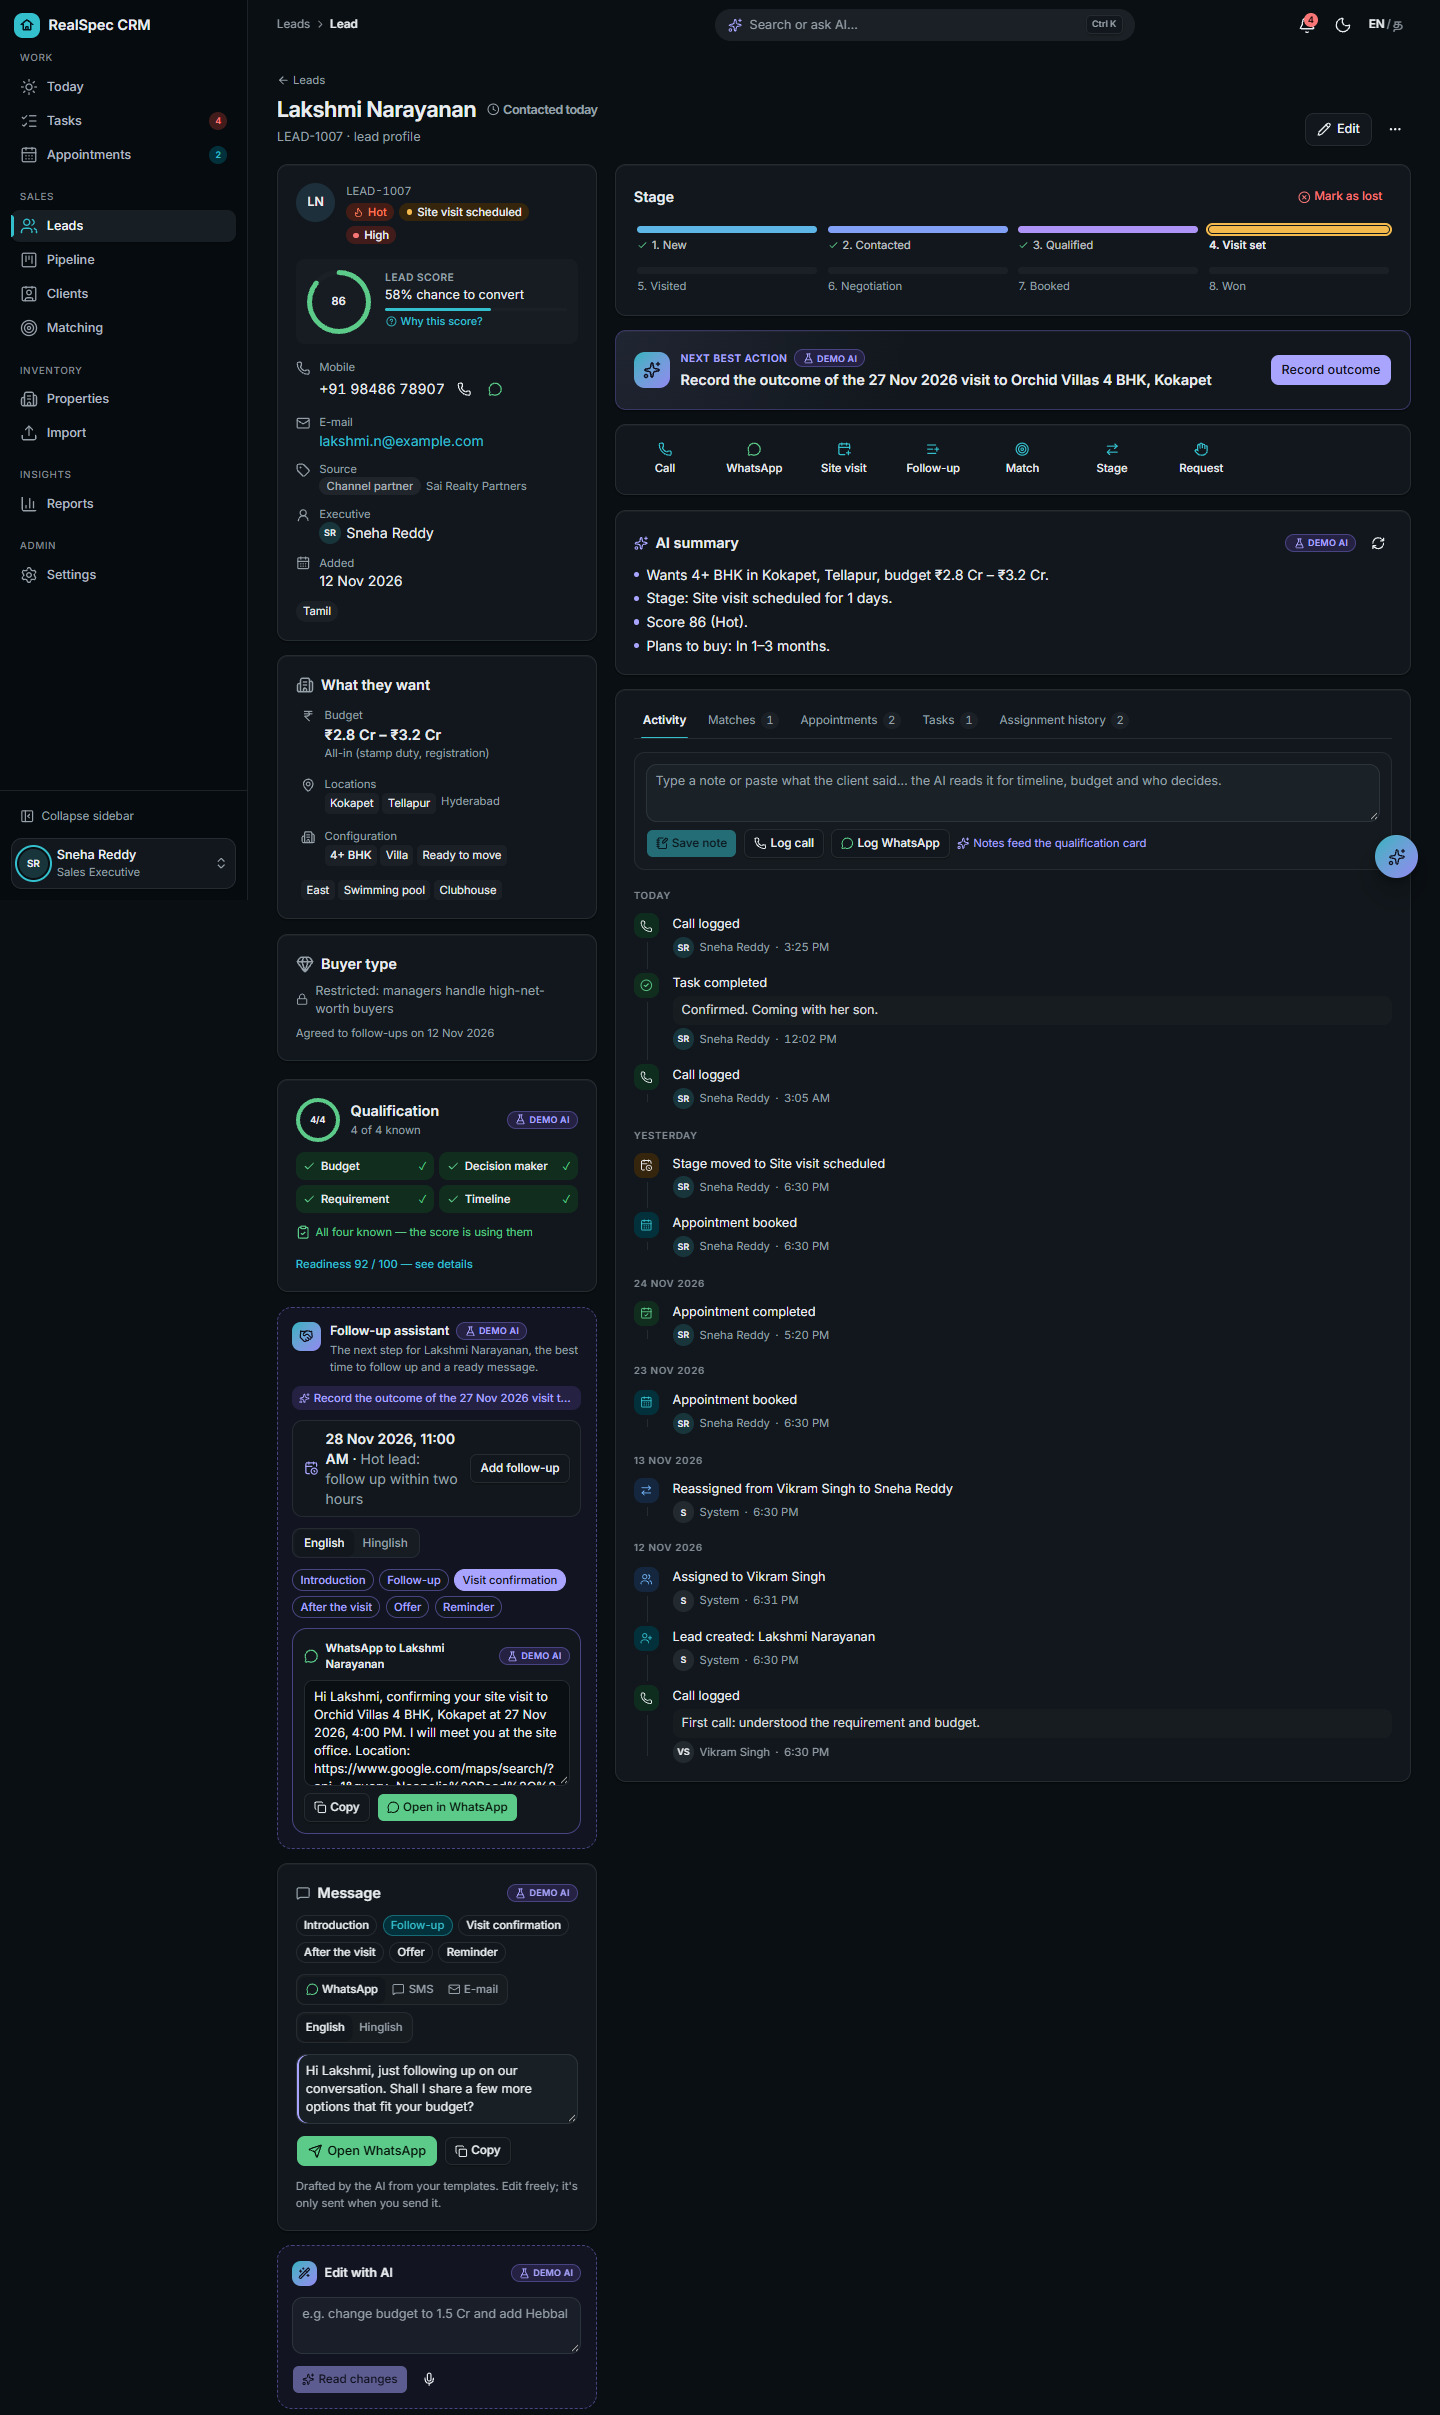 RealSpec CRM
WORK
Today
Tasks 4
Appointments 2
SALES
Leads
Pipeline
Clients
Matching
INVENTORY
Properties
Import
INSIGHTS
Reports
ADMIN
Settings
Collapse sidebar
SR Sneha Reddy
Sales Executive
Leads > Lead
Search or ask AI... Ctrl K
4
EN / த
← Leads
Lakshmi Narayanan Contacted today
LEAD-1007 · lead profile
Edit
LN LEAD-1007
Hot Site visit scheduled
High
86
LEAD SCORE
58% chance to convert
Why this score?
Mobile
+91 98486 78907
E-mail
lakshmi.n@example.com
Source
Channel partner Sai Realty Partners
Executive
SR Sneha Reddy
Added
12 Nov 2026
Tamil
What they want
Budget
₹2.8 Cr – ₹3.2 Cr
All-in (stamp duty, registration)
Locations
Kokapet Tellapur Hyderabad
Configuration
4+ BHK Villa Ready to move
East Swimming pool Clubhouse
Buyer type
Restricted: managers handle high-net-
worth buyers
Agreed to follow-ups on 12 Nov 2026
4/4 Qualification DEMO AI
4 of 4 known
Budget ✓ Decision maker ✓
Requirement ✓ Timeline ✓
All four known — the score is using them
Readiness 92 / 100 — see details
Follow-up assistant DEMO AI
The next step for Lakshmi Narayanan, the best
time to follow up and a ready message.
Record the outcome of the 27 Nov 2026 visit t...
28 Nov 2026, 11:00
AM · Hot lead:
follow up within two
hours
Add follow-up
English Hinglish
Introduction Follow-up Visit confirmation
After the visit Offer Reminder
WhatsApp to Lakshmi
Narayanan
DEMO AI
Hi Lakshmi, confirming your site visit to
Orchid Villas 4 BHK, Kokapet at 27 Nov
2026, 4:00 PM. I will meet you at the site
office. Location:
https://www.google.com/maps/search/?
Copy Open in WhatsApp
Message DEMO AI
Introduction Follow-up Visit confirmation
After the visit Offer Reminder
WhatsApp SMS E-mail
English Hinglish
Hi Lakshmi, just following up on our
conversation. Shall I share a few more
options that fit your budget?
Open WhatsApp Copy
Drafted by the AI from your templates. Edit freely; it's
only sent when you send it.
Edit with AI DEMO AI
e.g. change budget to 1.5 Cr and add Hebbal
Read changes
Stage Mark as lost
✓ 1. New ✓ 2. Contacted ✓ 3. Qualified 4. Visit set
5. Visited 6. Negotiation 7. Booked 8. Won
NEXT BEST ACTION DEMO AI
Record the outcome of the 27 Nov 2026 visit to Orchid Villas 4 BHK, Kokapet
Record outcome
Call WhatsApp Site visit Follow-up Match Stage Request
AI summary DEMO AI
• Wants 4+ BHK in Kokapet, Tellapur, budget ₹2.8 Cr – ₹3.2 Cr.
• Stage: Site visit scheduled for 1 days.
• Score 86 (Hot).
• Plans to buy: In 1–3 months.
Activity Matches 1 Appointments 2 Tasks 1 Assignment history 2
Type a note or paste what the client said... the AI reads it for timeline, budget and who decides.
Save note Log call Log WhatsApp Notes feed the qualification card
TODAY
Call logged
SR Sneha Reddy · 3:25 PM
Task completed
Confirmed. Coming with her son.
SR Sneha Reddy · 12:02 PM
Call logged
SR Sneha Reddy · 3:05 AM
YESTERDAY
Stage moved to Site visit scheduled
SR Sneha Reddy · 6:30 PM
Appointment booked
SR Sneha Reddy · 6:30 PM
24 NOV 2026
Appointment completed
SR Sneha Reddy · 5:20 PM
23 NOV 2026
Appointment booked
SR Sneha Reddy · 6:30 PM
13 NOV 2026
Reassigned from Vikram Singh to Sneha Reddy
S System · 6:30 PM
12 NOV 2026
Assigned to Vikram Singh
S System · 6:31 PM
Lead created: Lakshmi Narayanan
S System · 6:30 PM
Call logged
First call: understood the requirement and budget.
VS Vikram Singh · 6:30 PM